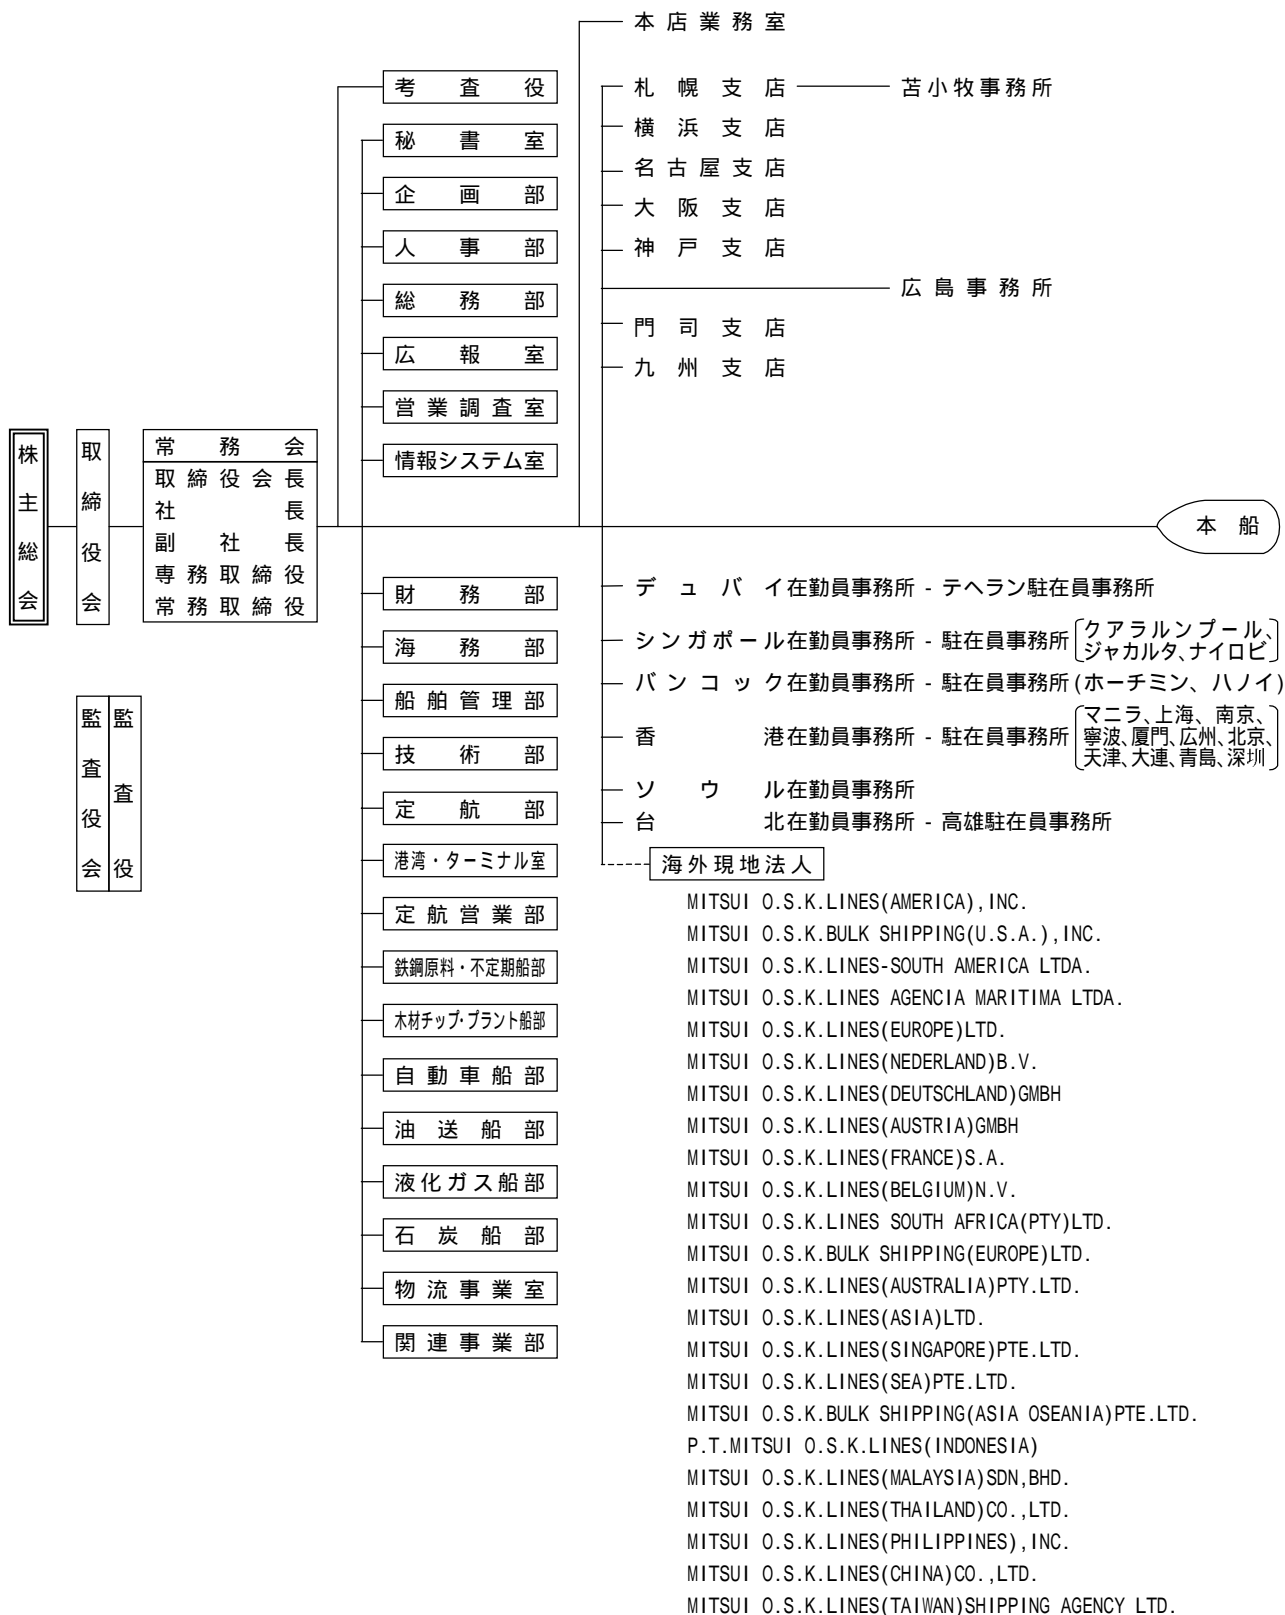 株主総会
取締役会
常務会
取締役会長
社長
副社長
専務取締役
常務取締役
監査役会
監査役
考査役
秘書室
企画部
人事部
総務部
広報室
営業調査室
情報システム室
財務部
海務部
船舶管理部
技術部
定航部
港湾・ターミナル室
定航営業部
鉄鋼原料・不定期船部
木材チップ・プラント船部
自動車船部
油送船部
液化ガス船部
石炭船部
物流事業室
関連事業部
本店業務室
札幌支店 苫小牧事務所
横浜支店
名古屋支店
大阪支店
神戸支店
広島事務所
門司支店
九州支店
本船
デュバイ在勤員事務所 - テヘラン駐在員事務所
シンガポール在勤員事務所 - 駐在員事務所 クアラルンプール、
ジャカルタ、ナイロビ
バンコック在勤員事務所 - 駐在員事務所 (ホーチミン、ハノイ)
香港在勤員事務所 - 駐在員事務所 マニラ、上海、南京、
寧波、厦門、広州、北京、
天津、大連、青島、深圳
ソウル在勤員事務所
台北在勤員事務所 - 高雄駐在員事務所
海外現地法人
MITSUI O.S.K.LINES(AMERICA),INC.
MITSUI O.S.K.BULK SHIPPING(U.S.A.),INC.
MITSUI O.S.K.LINES-SOUTH AMERICA LTDA.
MITSUI O.S.K.LINES AGENCIA MARITIMA LTDA.
MITSUI O.S.K.LINES(EUROPE)LTD.
MITSUI O.S.K.LINES(NEDERLAND)B.V.
MITSUI O.S.K.LINES(DEUTSCHLAND)GMBH
MITSUI O.S.K.LINES(AUSTRIA)GMBH
MITSUI O.S.K.LINES(FRANCE)S.A.
MITSUI O.S.K.LINES(BELGIUM)N.V.
MITSUI O.S.K.LINES SOUTH AFRICA(PTY)LTD.
MITSUI O.S.K.BULK SHIPPING(EUROPE)LTD.
MITSUI O.S.K.LINES(AUSTRALIA)PTY.LTD.
MITSUI O.S.K.LINES(ASIA)LTD.
MITSUI O.S.K.LINES(SINGAPORE)PTE.LTD.
MITSUI O.S.K.LINES(SEA)PTE.LTD.
MITSUI O.S.K.BULK SHIPPING(ASIA OSEANIA)PTE.LTD.
P.T.MITSUI O.S.K.LINES(INDONESIA)
MITSUI O.S.K.LINES(MALAYSIA)SDN,BHD.
MITSUI O.S.K.LINES(THAILAND)CO.,LTD.
MITSUI O.S.K.LINES(PHILIPPINES),INC.
MITSUI O.S.K.LINES(CHINA)CO.,LTD.
MITSUI O.S.K.LINES(TAIWAN)SHIPPING AGENCY LTD.